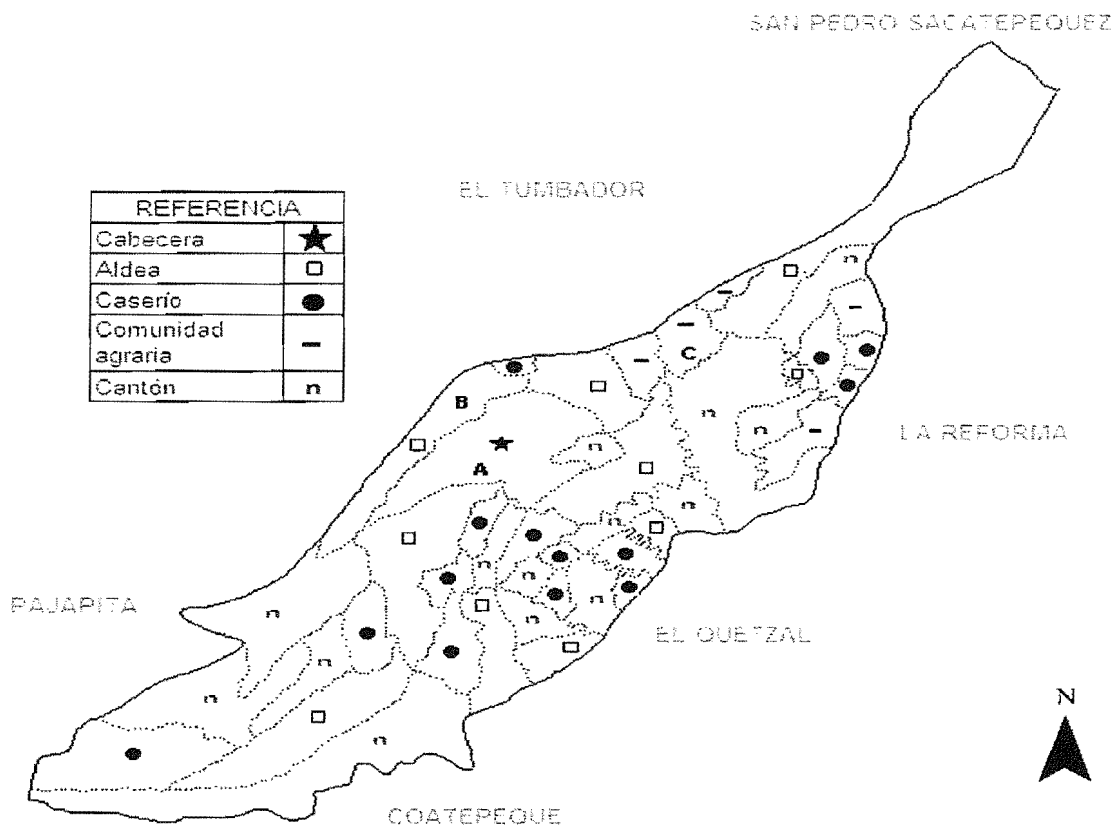 SAN PEDRO SACATEPEQUEZ
EL TUMBADOR
REFERENCIA
Cabecera
Aldea
Caserío
Comunidad
agraria
Cantón
n
n
C
B
n
n
LA REFORMA
n
A
n
n
n
n
n
PAJAPITA
n
n
EL QUETZAL
n
n
N
n
COATEPEQUE